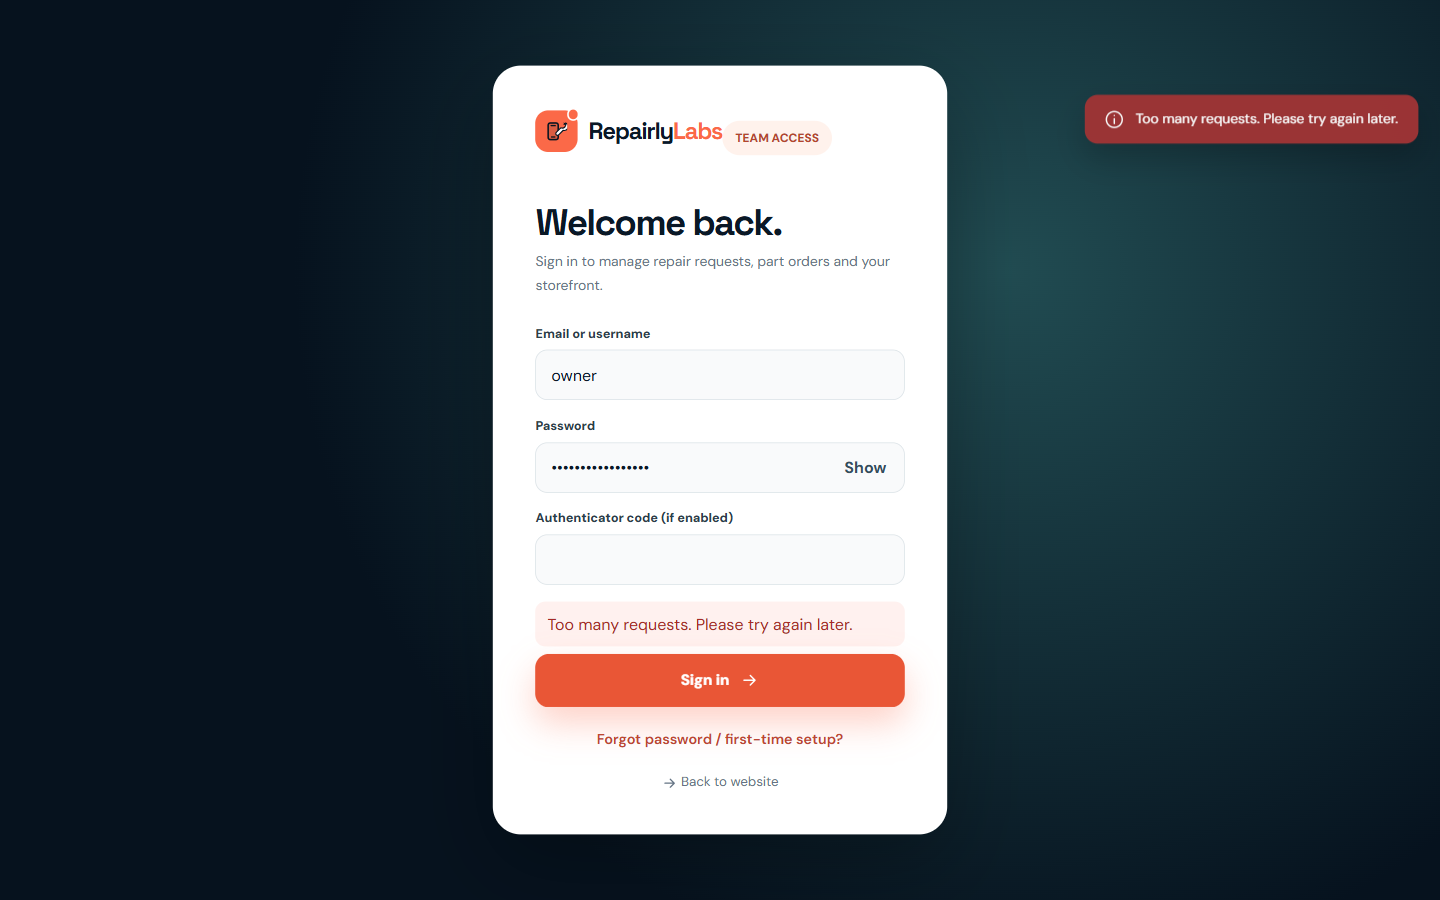 RepairlyLabs TEAM ACCESS
Too many requests. Please try again later.
Welcome back.
Sign in to manage repair requests, part orders and your
storefront.
Email or username
owner
Password
••••••••••••••••• Show
Authenticator code (if enabled)
Too many requests. Please try again later.
Sign in →
Forgot password / first-time setup?
→ Back to website